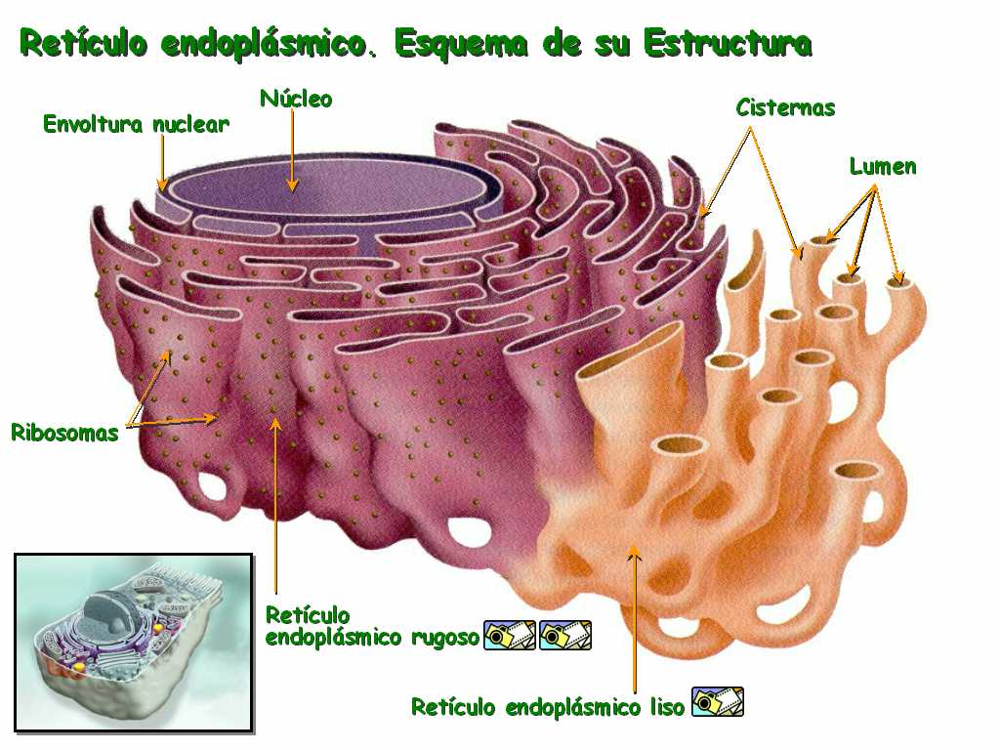 Retículo endoplásmico. Esquema de su Estructura
Núcleo
Envoltura nuclear
Cisternas
Lumen
Ribosomas
Retículo
endoplásmico rugoso
Retículo endoplásmico liso